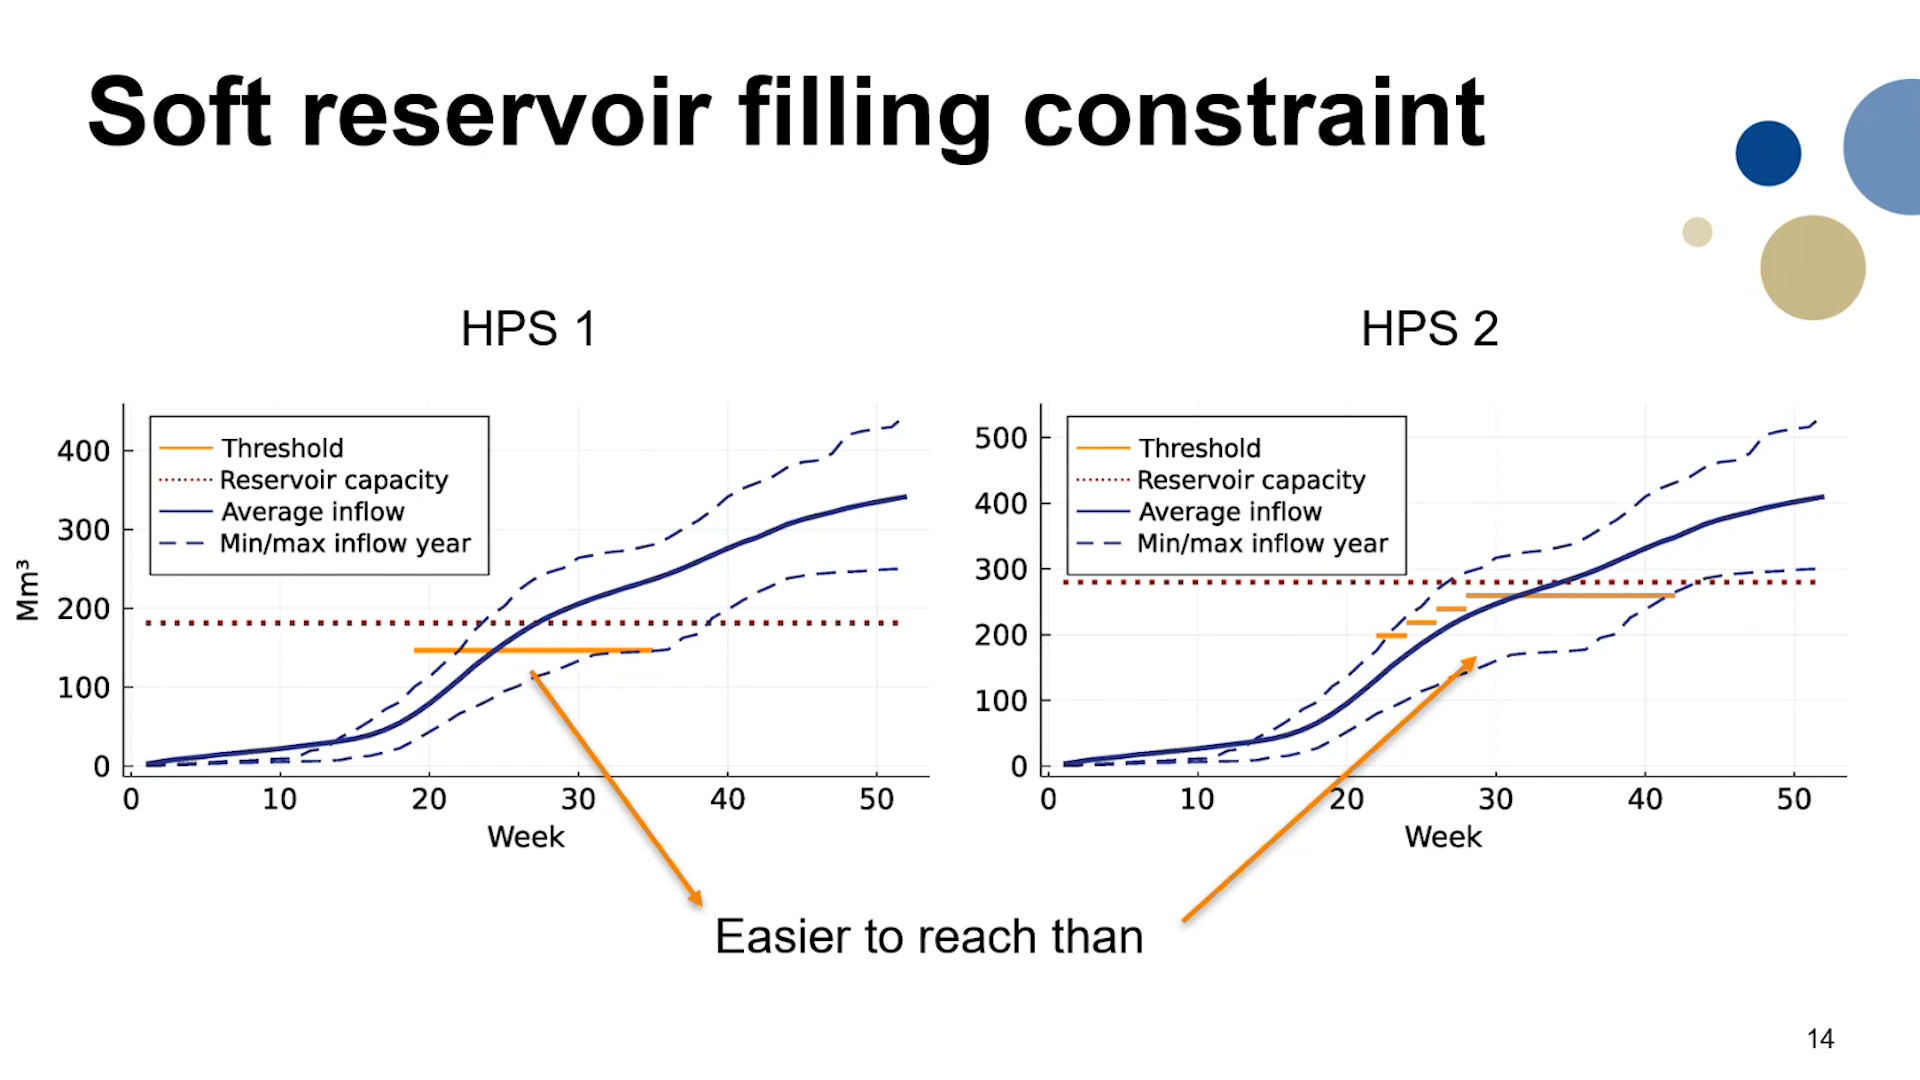 Soft reservoir filling constraint
HPS 1
HPS 2
Threshold
Reservoir capacity
Average inflow
Min/max inflow year
400
300
200
100
0
Mm³
0 10 20 30 40 50
Week
Threshold
Reservoir capacity
Average inflow
Min/max inflow year
500
400
300
200
100
0
0 10 20 30 40 50
Week
Easier to reach than
14